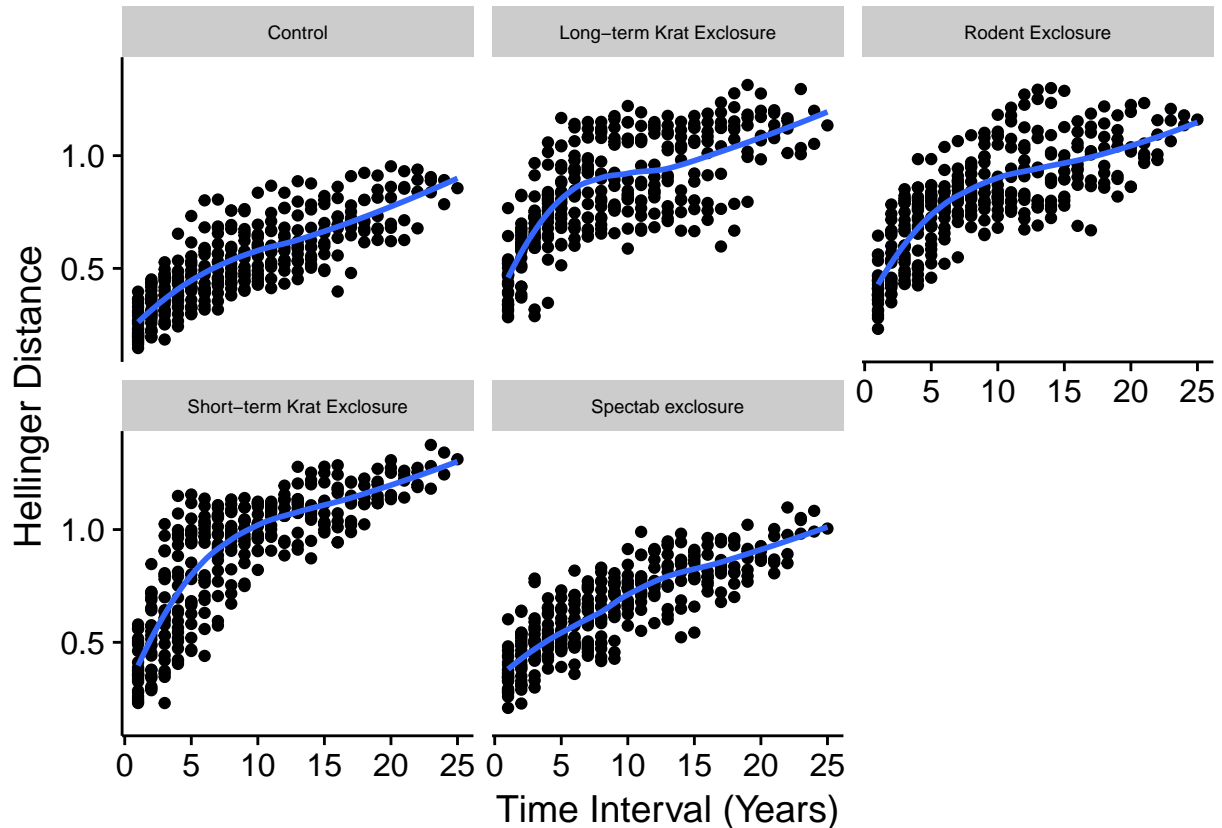 Control
Long−term Krat Exclosure
Rodent Exclosure
1.0
0.5
0 5 10 15 20 25
Short−term Krat Exclosure
Spectab exclosure
1.0
0.5
0 5 10 15 20 25
0 5 10 15 20 25
Hellinger Distance
Time Interval (Years)